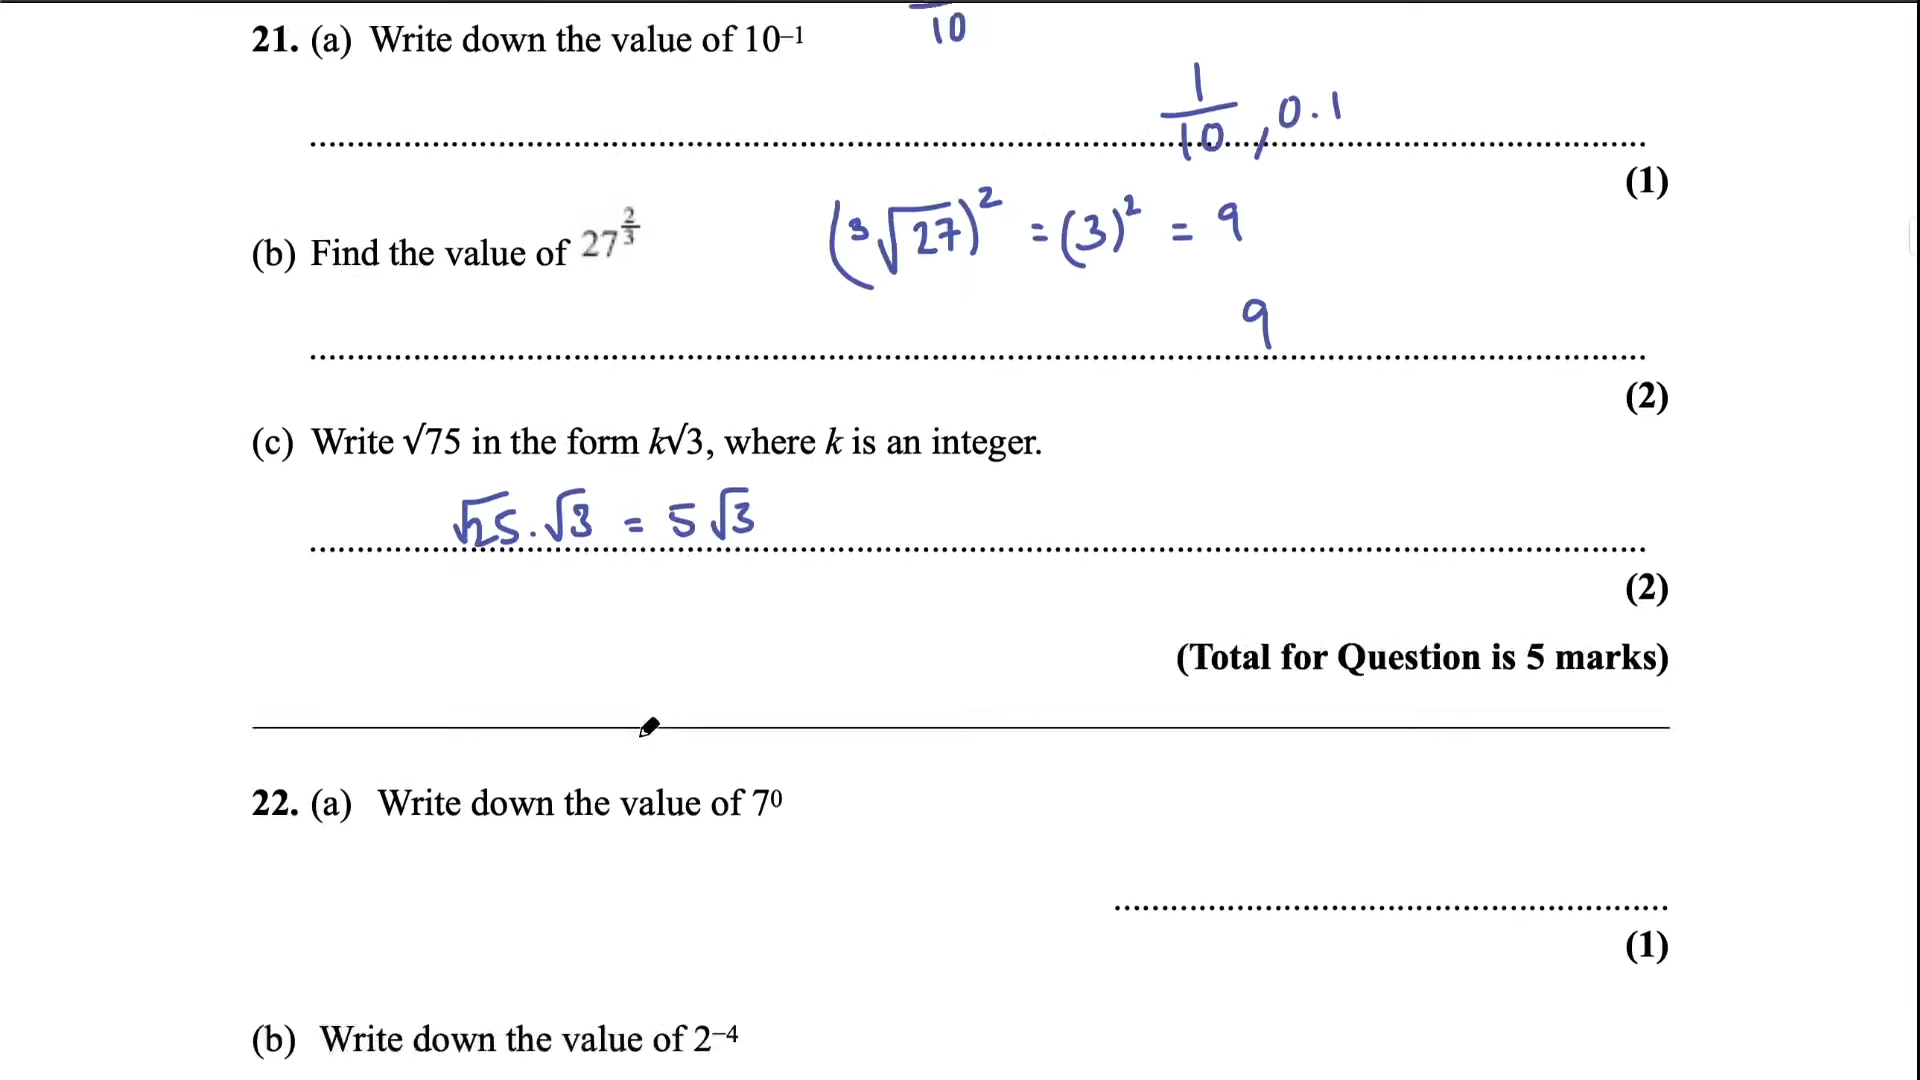 10
21. (a) Write down the value of 10⁻¹
1/10, 0.1
(1)
(b) Find the value of 27^(2/3)
(³√27)² = (3)² = 9
9
(2)
(c) Write √75 in the form k√3, where k is an integer.
√25.√3 = 5√3
(2)
(Total for Question is 5 marks)
22. (a) Write down the value of 7⁰
(1)
(b) Write down the value of 2⁻⁴